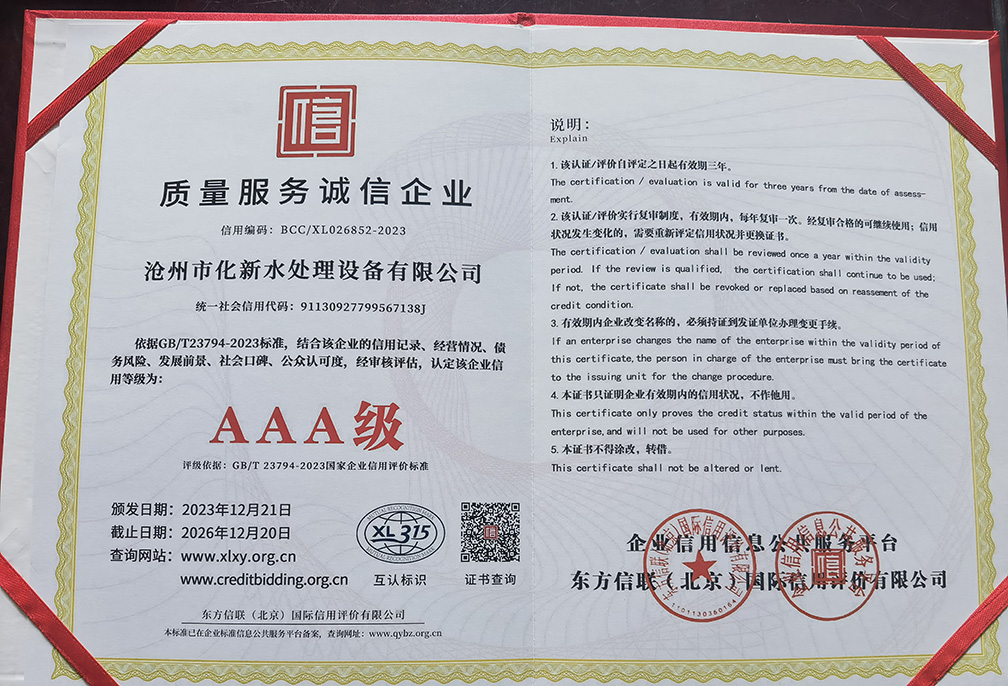 信
质量服务诚信企业
信用编码：BCC/XL026852-2023
沧州市化新水处理设备有限公司
统一社会信用代码：91130927799567138J
依据GB/T23794-2023标准，结合该企业的信用记录、经营情况、债
务风险、发展前景、社会口碑、公众认可度，经审核评估，认定该企业信
用等级为：
AAA级
评级依据：GB/T 23794-2023国家企业信用评价标准
颁发日期：2023年12月21日
截止日期：2026年12月20日
查询网站：www.xlxy.org.cn
www.creditbidding.org.cn
XL315
互认标识
证书查询
东方信联（北京）国际信用评价有限公司
本标准已在企业标准信息公共服务平台备案，查询网址：www.qybz.org.cn
说明：
Explain
1. 该认证/评价自评定之日起有效期三年。
The certification / evaluation is valid for three years from the date of assess-
ment.
2. 该认证/评价实行复审制度，有效期内，每年复审一次。经复审合格的可继续使用；信用
状况发生变化的，需要重新评定信用状况并更换证书。
The certification / evaluation shall be reviewed once a year within the validity
period. If the review is qualified, the certification shall continue to be used;
If not, the certificate shall be revoked or replaced based on reassement of the
credit condition.
3. 有效期内企业改变名称的，必须持证到发证单位办理变更手续。
If an enterprise changes the name of the enterprise within the validity period of
this certificate,the person in charge of the enterprise must bring the certificate
to the issuing unit for the change procedure.
4. 本证书只证明企业有效期内的信用状况，不作他用。
This certificate only proves the credit status within the valid period of the
enterprise,and will not be used for other purposes.
5. 本证书不得涂改，转借。
This certificate shall not be altered or lent.
企业信用信息公共服务平台
东方信联（北京）国际信用评价有限公司